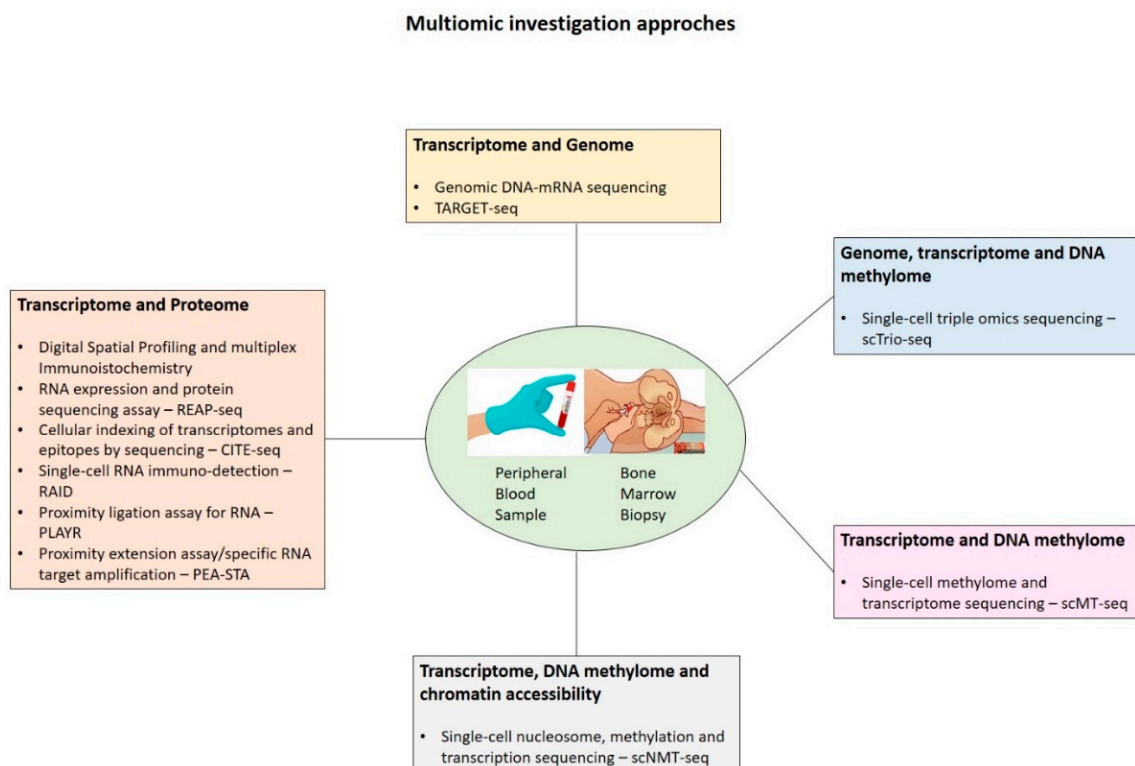 Multiomic investigation approches
Transcriptome and Genome
• Genomic DNA-mRNA sequencing
• TARGET-seq
Genome, transcriptome and DNA
methylome
• Single-cell triple omics sequencing –
scTrio-seq
Transcriptome and Proteome
• Digital Spatial Profiling and multiplex
Immunoistochemistry
• RNA expression and protein
sequencing assay – REAP-seq
• Cellular indexing of transcriptomes and
epitopes by sequencing – CITE-seq
• Single-cell RNA immuno-detection –
RAID
• Proximity ligation assay for RNA –
PLAYR
• Proximity extension assay/specific RNA
target amplification – PEA-STA
Peripheral
Blood
Sample
Bone
Marrow
Biopsy
Transcriptome and DNA methylome
• Single-cell methylome and
transcriptome sequencing – scMT-seq
Transcriptome, DNA methylome and
chromatin accessibility
• Single-cell nucleosome, methylation and
transcription sequencing – scNMT-seq